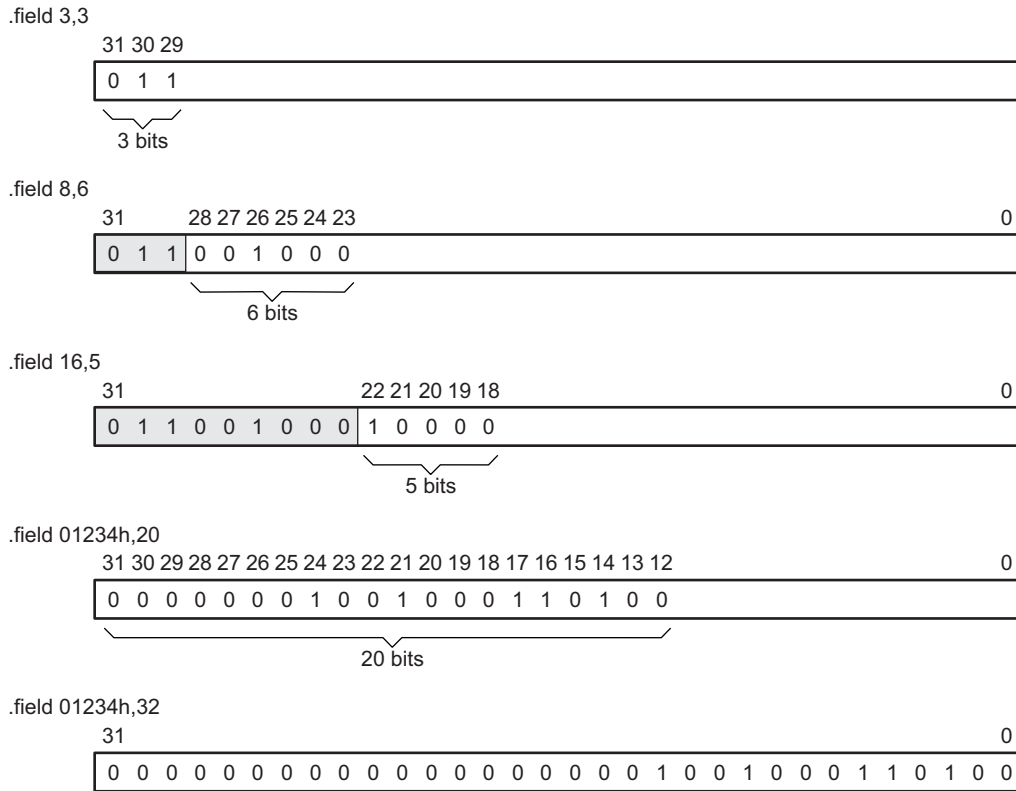 .field 3,3
31 30 29
0 1 1
3 bits
.field 8,6
31 28 27 26 25 24 23 0
0 1 1 0 0 1 0 0 0
6 bits
.field 16,5
31 22 21 20 19 18 0
0 1 1 0 0 1 0 0 0 1 0 0 0 0
5 bits
.field 01234h,20
31 30 29 28 27 26 25 24 23 22 21 20 19 18 17 16 15 14 13 12 0
0 0 0 0 0 0 0 1 0 0 1 0 0 0 1 1 0 1 0 0
20 bits
.field 01234h,32
31 0
0 0 0 0 0 0 0 0 0 0 0 0 0 0 0 0 0 0 0 1 0 0 1 0 0 0 1 1 0 1 0 0